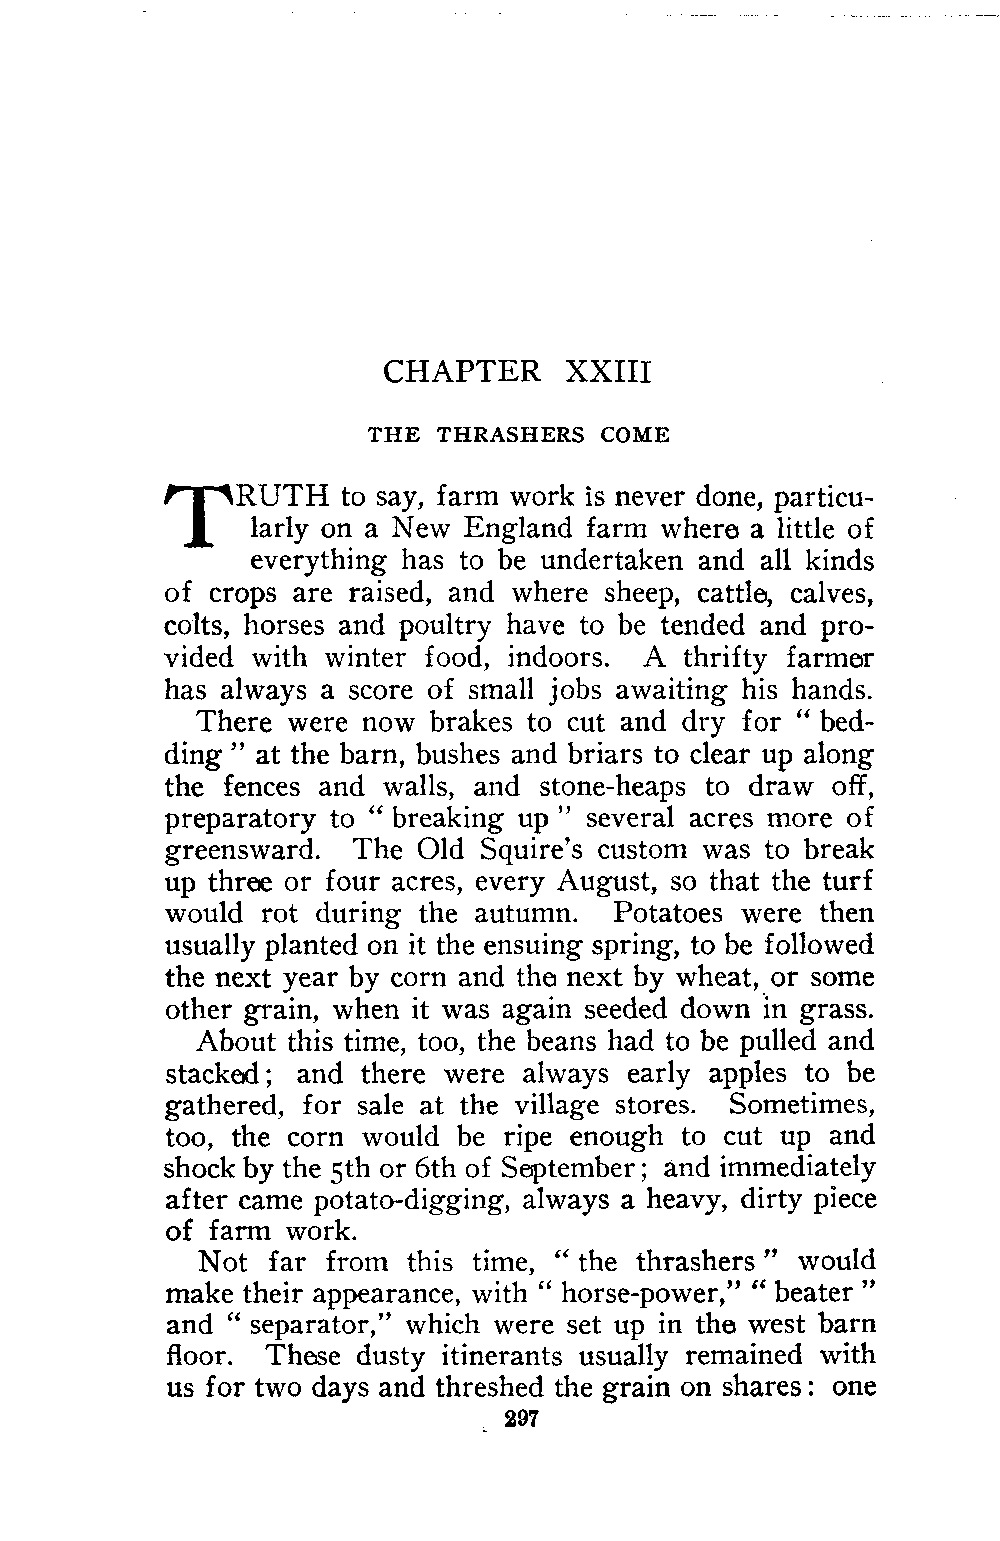 CHAPTER XXIII
THE THRASHERS COME
TRUTH to say, farm work is never done, particu-
larly on a New England farm where a little of
everything has to be undertaken and all kinds
of crops are raised, and where sheep, cattle, calves,
colts, horses and poultry have to be tended and pro-
vided with winter food, indoors. A thrifty farmer
has always a score of small jobs awaiting his hands.
There were now brakes to cut and dry for " bed-
ding " at the barn, bushes and briars to clear up along
the fences and walls, and stone-heaps to draw off,
preparatory to " breaking up " several acres more of
greensward. The Old Squire's custom was to break
up three or four acres, every August, so that the turf
would rot during the autumn. Potatoes were then
usually planted on it the ensuing spring, to be followed
the next year by corn and the next by wheat, or some
other grain, when it was again seeded down in grass.
About this time, too, the beans had to be pulled and
stacked; and there were always early apples to be
gathered, for sale at the village stores. Sometimes,
too, the corn would be ripe enough to cut up and
shock by the 5th or 6th of September; and immediately
after came potato-digging, always a heavy, dirty piece
of farm work.
Not far from this time, " the thrashers " would
make their appearance, with " horse-power," " beater "
and " separator," which were set up in the west barn
floor. These dusty itinerants usually remained with
us for two days and threshed the grain on shares: one
297